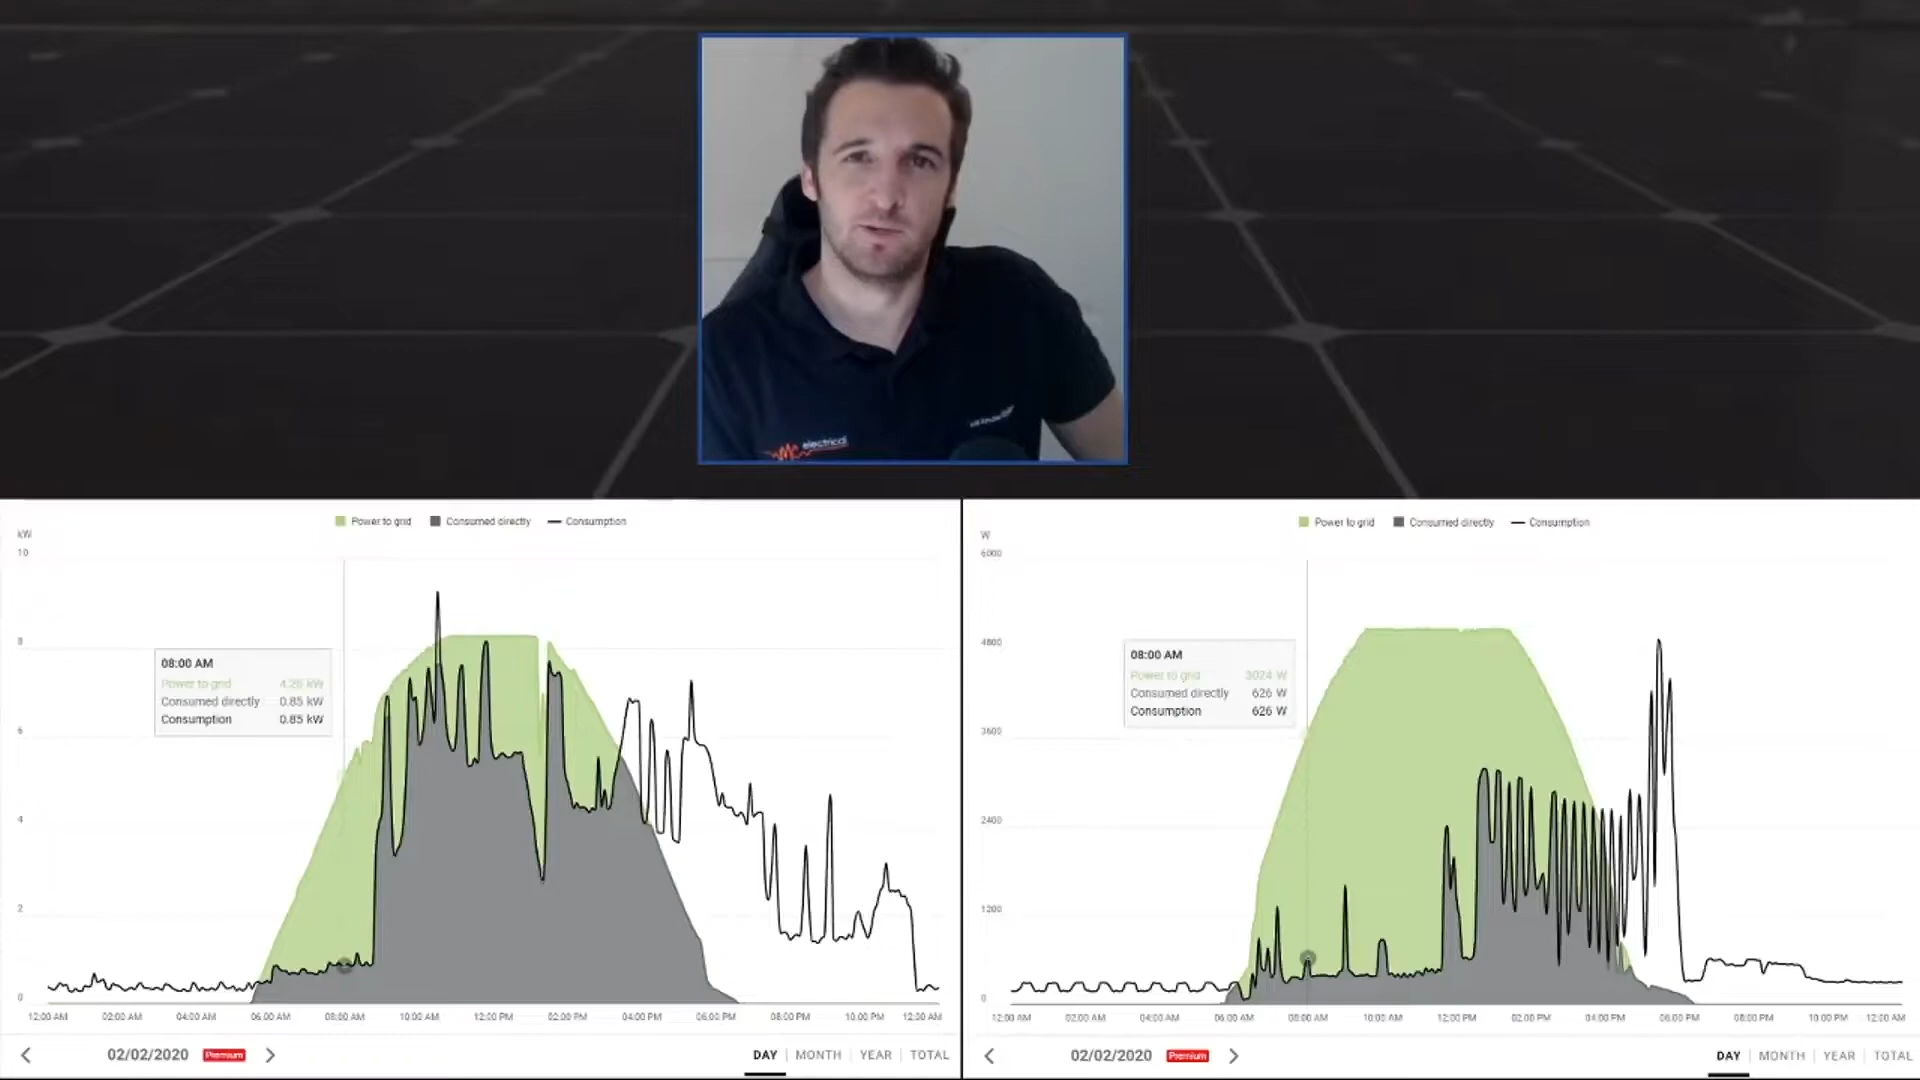 electrical
Power to grid Consumed directly Consumption
kW
10
8
6
4
2
0
08:00 AM
Power to grid 4.26 kW
Consumed directly 0.85 kW
Consumption 0.85 kW
12:00 AM 02:00 AM 04:00 AM 06:00 AM 08:00 AM 10:00 AM 12:00 PM 02:00 PM 04:00 PM 06:00 PM 08:00 PM 10:00 PM 12:00 AM
02/02/2020 Premium DAY | MONTH | YEAR | TOTAL
Power to grid Consumed directly Consumption
W
6000
4800
3600
2400
1200
0
08:00 AM
Power to grid 3024 W
Consumed directly 626 W
Consumption 626 W
12:00 AM 02:00 AM 04:00 AM 06:00 AM 08:00 AM 10:00 AM 12:00 PM 02:00 PM 04:00 PM 06:00 PM 08:00 PM 10:00 PM 12:00 AM
02/02/2020 Premium DAY | MONTH | YEAR | TOTAL